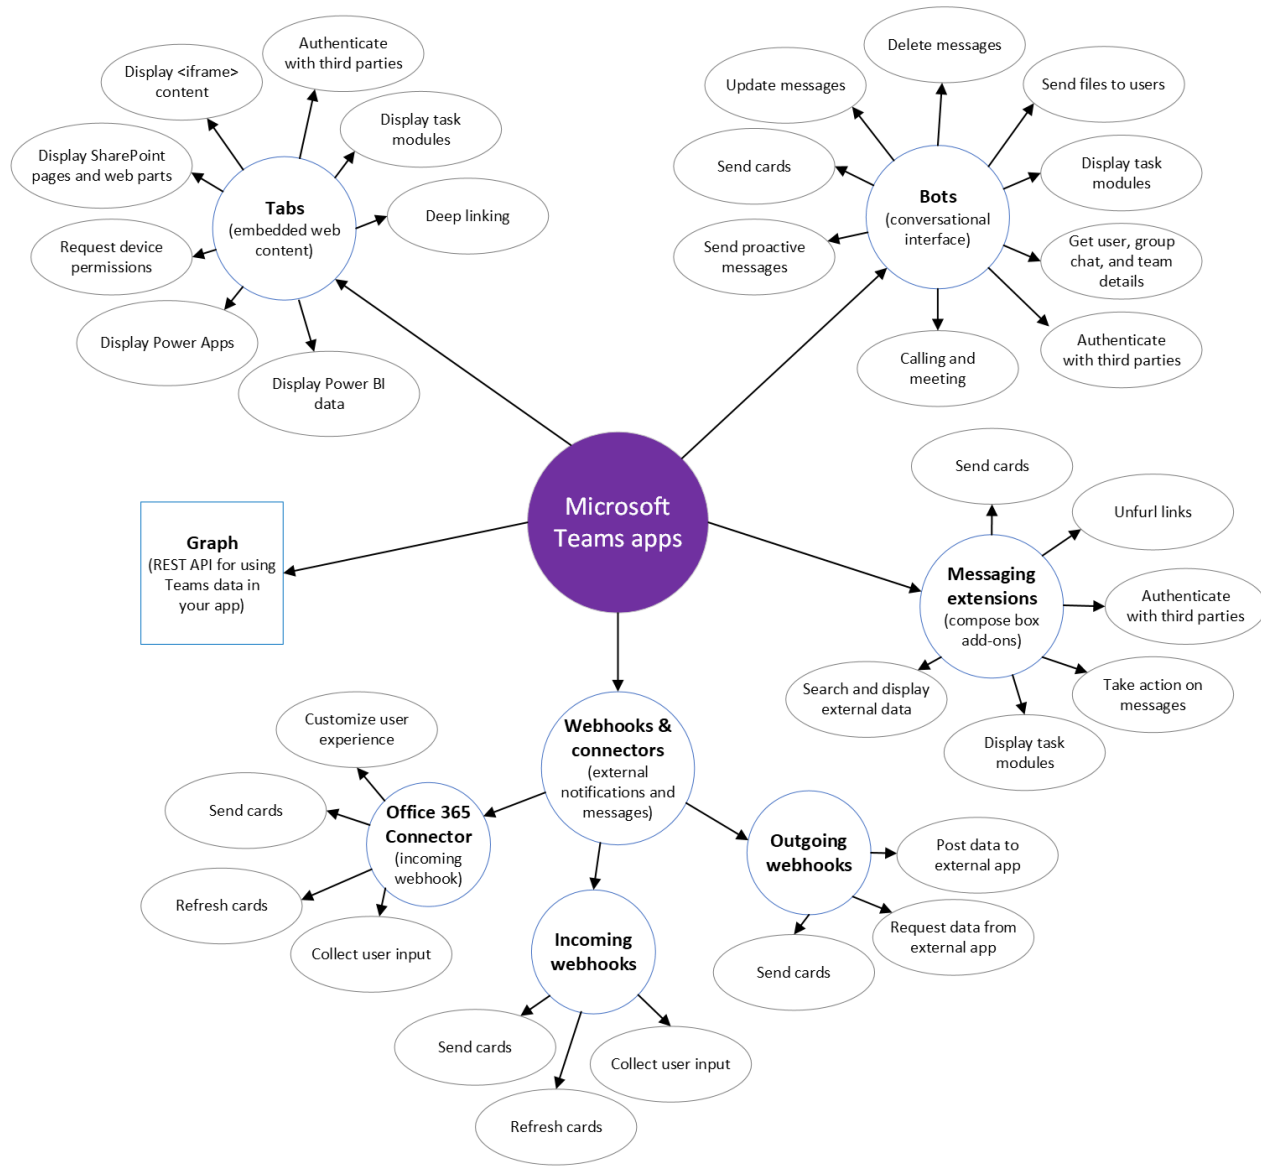 Authenticate
with third parties
Display <iframe>
content
Display task
modules
Display SharePoint
pages and web parts
Tabs
(embedded web
content)
Deep linking
Request device
permissions
Display Power Apps
Display Power BI
data
Delete messages
Update messages
Send files to users
Send cards
Display task
modules
Bots
(conversational
interface)
Send proactive
messages
Get user, group
chat, and team
details
Calling and
meeting
Authenticate
with third parties
Microsoft
Teams apps
Graph
(REST API for using
Teams data in
your app)
Send cards
Unfurl links
Messaging
extensions
(compose box
add-ons)
Authenticate
with third parties
Search and display
external data
Take action on
messages
Display task
modules
Webhooks &
connectors
(external
notifications and
messages)
Customize user
experience
Send cards
Office 365
Connector
(incoming
webhook)
Refresh cards
Collect user input
Outgoing
webhooks
Post data to
external app
Request data from
external app
Send cards
Incoming
webhooks
Send cards
Collect user input
Refresh cards